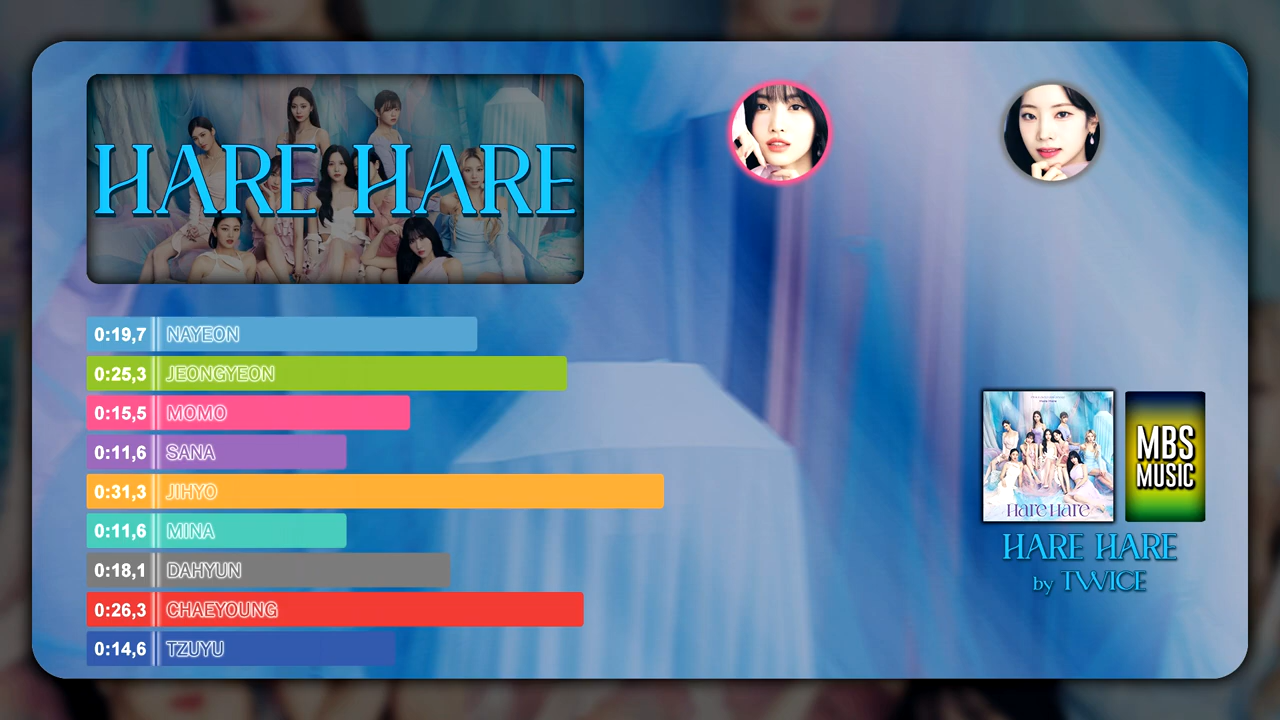 HARE HARE
0:19,7 NAYEON
0:25,3 JEONGYEON
0:15,5 MOMO
0:11,6 SANA
0:31,3 JIHYO
0:11,6 MINA
0:18,1 DAHYUN
0:26,3 CHAEYOUNG
0:14,6 TZUYU
Hare Hare
MBS
MUSIC
HARE HARE
by TWICE